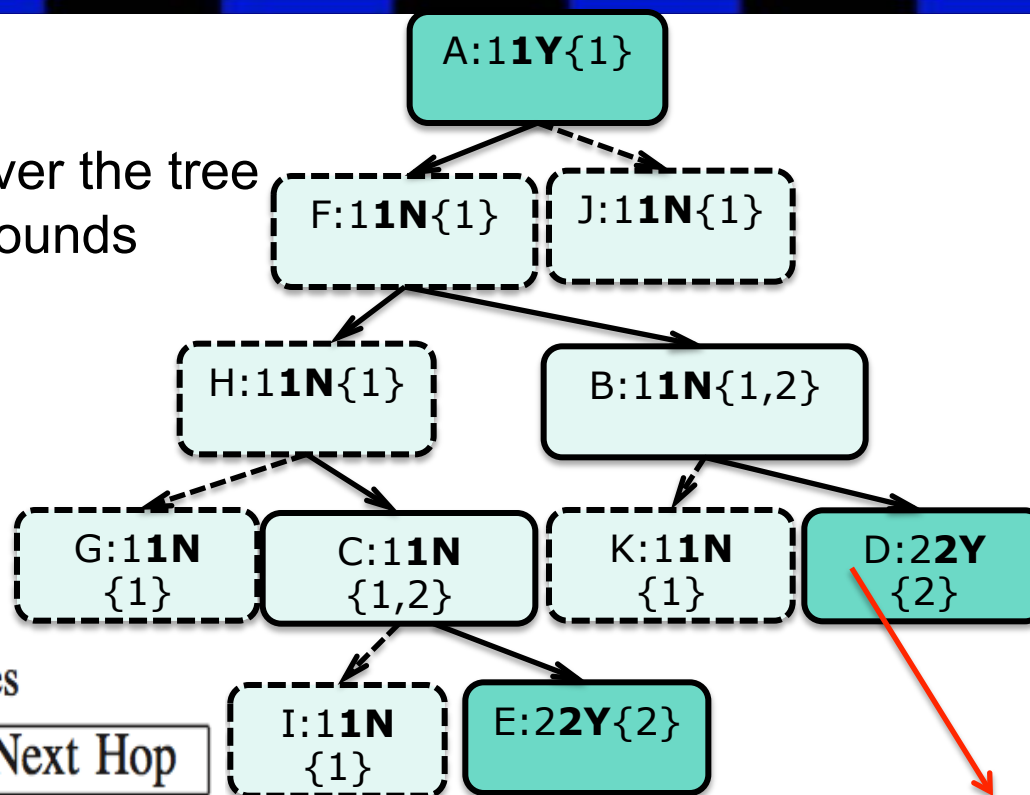 A:11Y{1}
ver the tree
ounds
F:11N{1}
J:11N{1}
H:11N{1}
B:11N{1,2}
G:11N
{1}
C:11N
{1,2}
K:11N
{1}
D:22Y
{2}
es
Next Hop
I:11N
{1}
E:22Y{2}